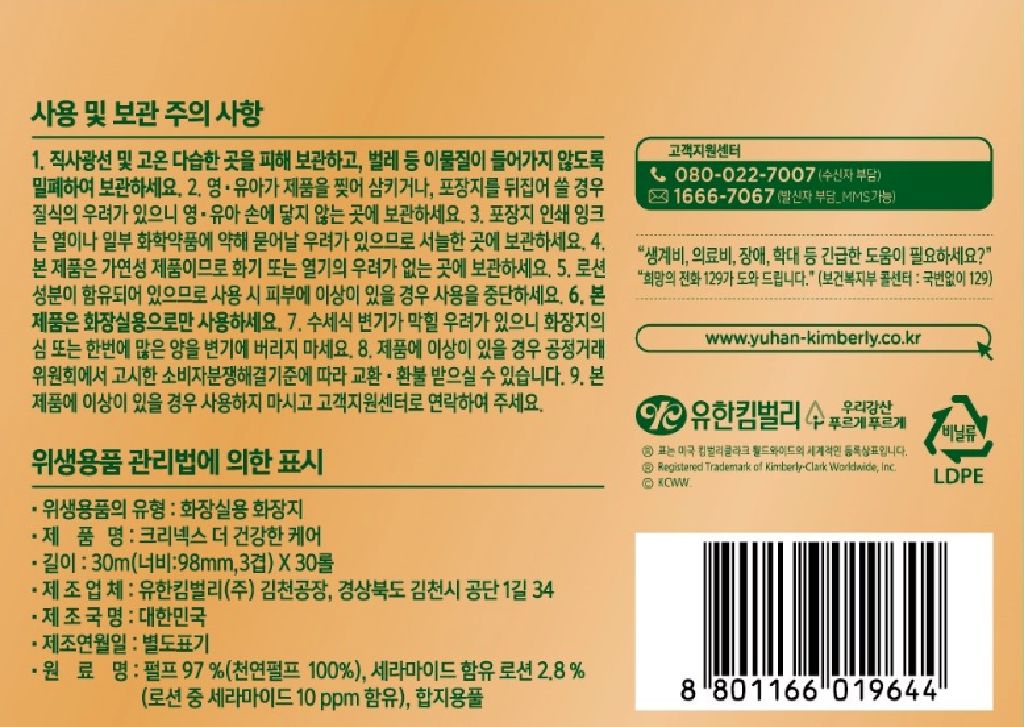 사용 및 보관 주의 사항
1. 직사광선 및 고온 다습한 곳을 피해 보관하고, 벌레 등 이물질이 들어가지 않도록
밀폐하여 보관하세요. 2. 영·유아가 제품을 찢어 삼키거나, 포장지를 뒤집어 쓸 경우
질식의 우려가 있으니 영·유아 손에 닿지 않는 곳에 보관하세요. 3. 포장지 인쇄 잉크
는 열이나 일부 화학약품에 약해 묻어날 우려가 있으므로 서늘한 곳에 보관하세요. 4.
본 제품은 가연성 제품이므로 화기 또는 열기의 우려가 없는 곳에 보관하세요. 5. 로션
성분이 함유되어 있으므로 사용 시 피부에 이상이 있을 경우 사용을 중단하세요. 6. 본
제품은 화장실용으로만 사용하세요. 7. 수세식 변기가 막힐 우려가 있으니 화장지의
심 또는 한번에 많은 양을 변기에 버리지 마세요. 8. 제품에 이상이 있을 경우 공정거래
위원회에서 고시한 소비자분쟁해결기준에 따라 교환·환불 받으실 수 있습니다. 9. 본
제품에 이상이 있을 경우 사용하지 마시고 고객지원센터로 연락하여 주세요.
위생용품 관리법에 의한 표시
· 위생용품의 유형 : 화장실용 화장지
· 제 품 명 : 크리넥스 더 건강한 케어
· 길이 : 30m(너비:98mm,3겹) X 30롤
· 제 조 업 체 : 유한킴벌리(주) 김천공장, 경상북도 김천시 공단 1길 34
· 제 조 국 명 : 대한민국
· 제조연월일 : 별도표기
· 원 료 명 : 펄프 97 %(천연펄프 100%), 세라마이드 함유 로션 2.8 %
(로션 중 세라마이드 10 ppm 함유), 합지용풀
고객지원센터
080-022-7007 (수신자 부담)
1666-7067 (발신자 부담_MMS가능)
“생계비, 의료비, 장애, 학대 등 긴급한 도움이 필요하세요?”
“희망의 전화 129가 도와 드립니다.” (보건복지부 콜센터 : 국번없이 129)
www.yuhan-kimberly.co.kr
유한킴벌리
우리강산
푸르게 푸르게
® 표는 미국 킴벌리클라크 월드와이드의 세계적인 등록상표입니다.
® Registered Trademark of Kimberly-Clark Worldwide, Inc.
© KCWW.
비닐류
LDPE
8 801166 019644